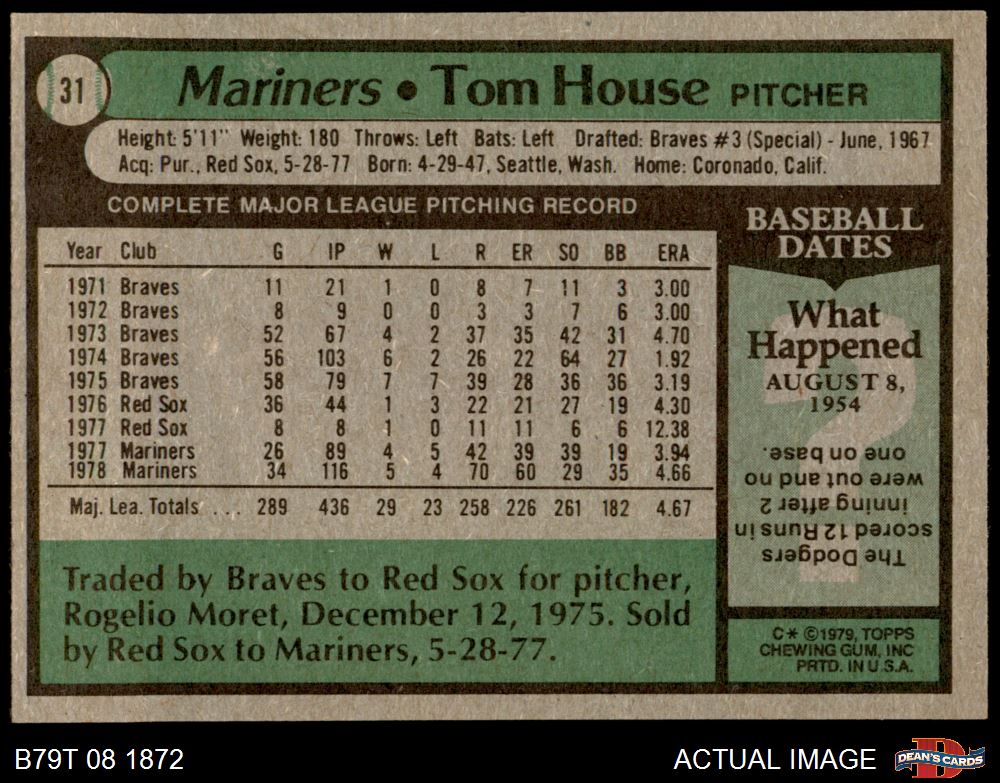 31
Mariners • Tom House PITCHER
Height: 5'11" Weight: 180 Throws: Left Bats: Left Drafted: Braves #3 (Special) - June, 1967
Acq: Pur., Red Sox, 5-28-77 Born: 4-29-47, Seattle, Wash. Home: Coronado, Calif.
COMPLETE MAJOR LEAGUE PITCHING RECORD
Year Club G IP W L R ER SO BB ERA
1971 Braves 11 21 1 0 8 7 11 3 3.00
1972 Braves 8 9 0 0 3 3 7 6 3.00
1973 Braves 52 67 4 2 37 35 42 31 4.70
1974 Braves 56 103 6 2 26 22 64 27 1.92
1975 Braves 58 79 7 7 39 28 36 36 3.19
1976 Red Sox 36 44 1 3 22 21 27 19 4.30
1977 Red Sox 8 8 1 0 11 11 6 6 12.38
1977 Mariners 26 89 4 5 42 39 39 19 3.94
1978 Mariners 34 116 5 4 70 60 29 35 4.66
Maj. Lea. Totals ... 289 436 29 23 258 226 261 182 4.67
Traded by Braves to Red Sox for pitcher,
Rogelio Moret, December 12, 1975. Sold
by Red Sox to Mariners, 5-28-77.
BASEBALL
DATES
What
Happened
AUGUST 8,
1954
The Dodgers
scored 12 Runs in
inning after 2
were out and no
one on base.
C* ©1979, TOPPS
CHEWING GUM, INC
PRTD. IN U.S.A.
B79T 08 1872
ACTUAL IMAGE
D
DEAN'S CARDS